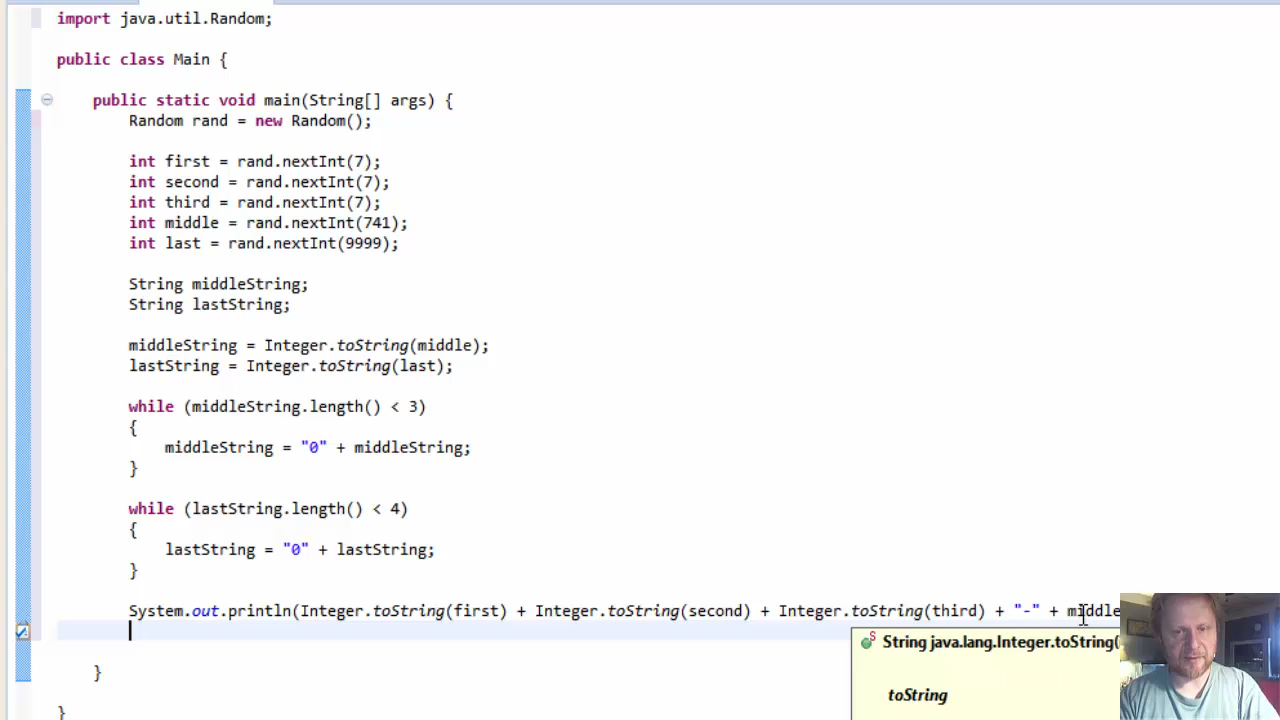 import java.util.Random;
public class Main {
public static void main(String[] args) {
Random rand = new Random();
int first = rand.nextInt(7);
int second = rand.nextInt(7);
int third = rand.nextInt(7);
int middle = rand.nextInt(741);
int last = rand.nextInt(9999);
String middleString;
String lastString;
middleString = Integer.toString(middle);
lastString = Integer.toString(last);
while (middleString.length() < 3)
{
middleString = "0" + middleString;
}
while (lastString.length() < 4)
{
lastString = "0" + lastString;
}
System.out.println(Integer.toString(first) + Integer.toString(second) + Integer.toString(third) + "-" + middle
String java.lang.Integer.toString(
toString
}
}